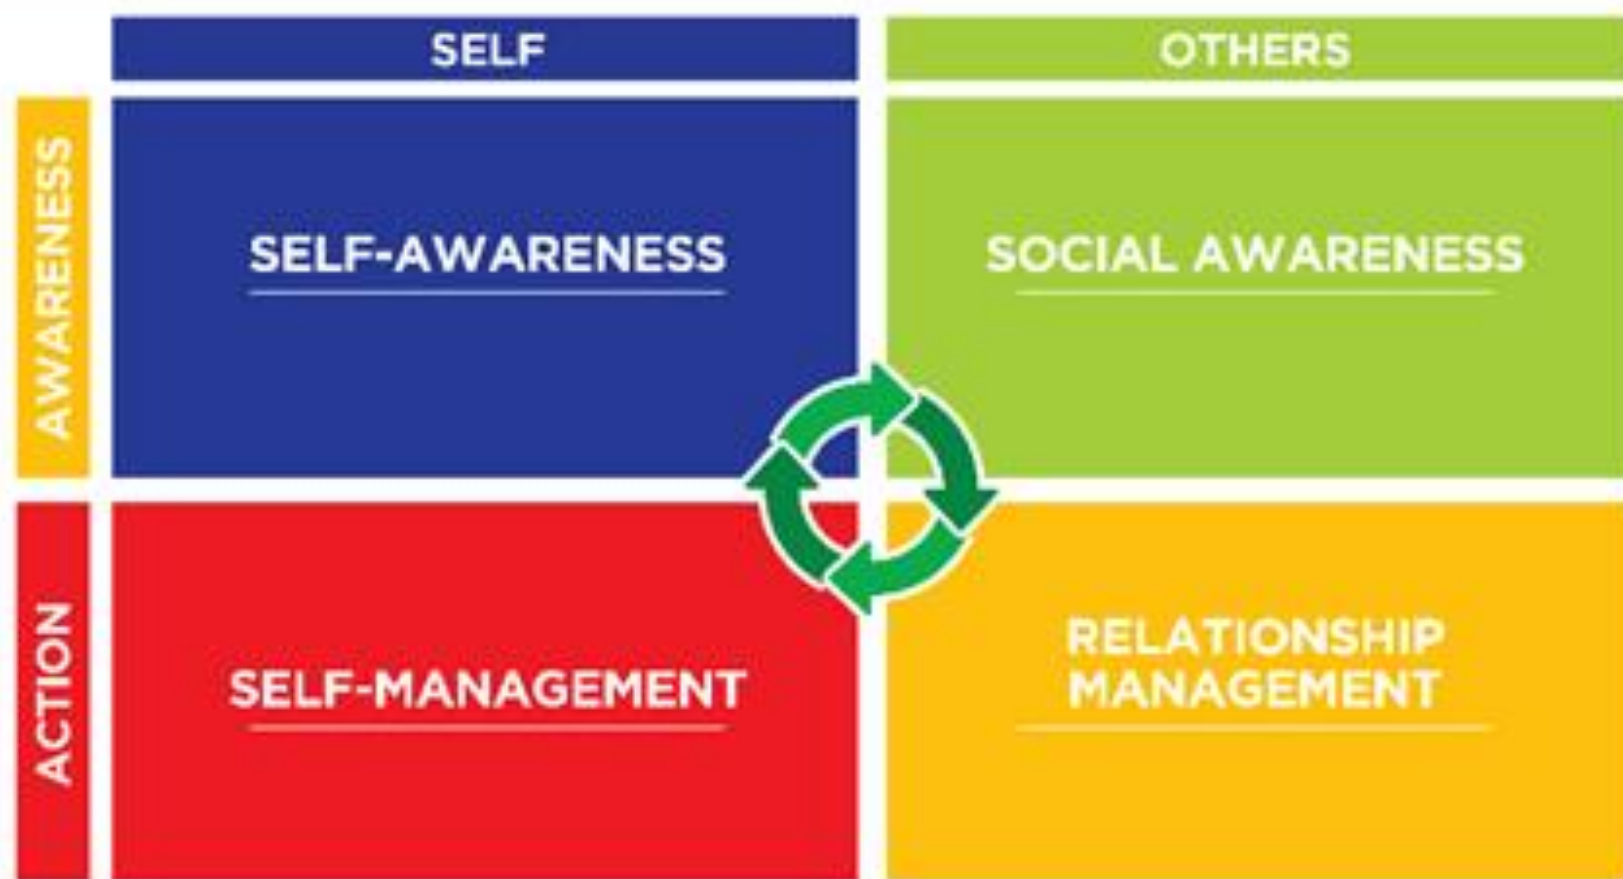 SELF
OTHERS
AWARENESS
SELF-AWARENESS
SOCIAL AWARENESS
ACTION
SELF-MANAGEMENT
RELATIONSHIP
MANAGEMENT